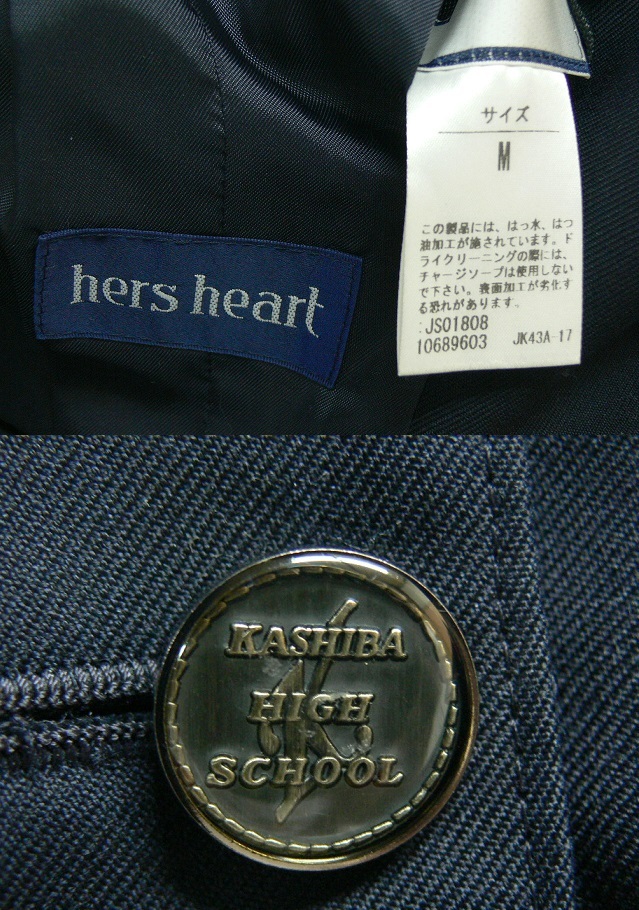 hers heart
サイズ
M
この製品には、はっ水、はつ
油加工が施されています。ド
ライクリーニングの際には、
チャージソープは使用しない
で下さい。表面加工が劣化す
る恐れがあります。
:JS01808
10689603 JK43A-17
KASHIBA
HIGH
SCHOOL
K.